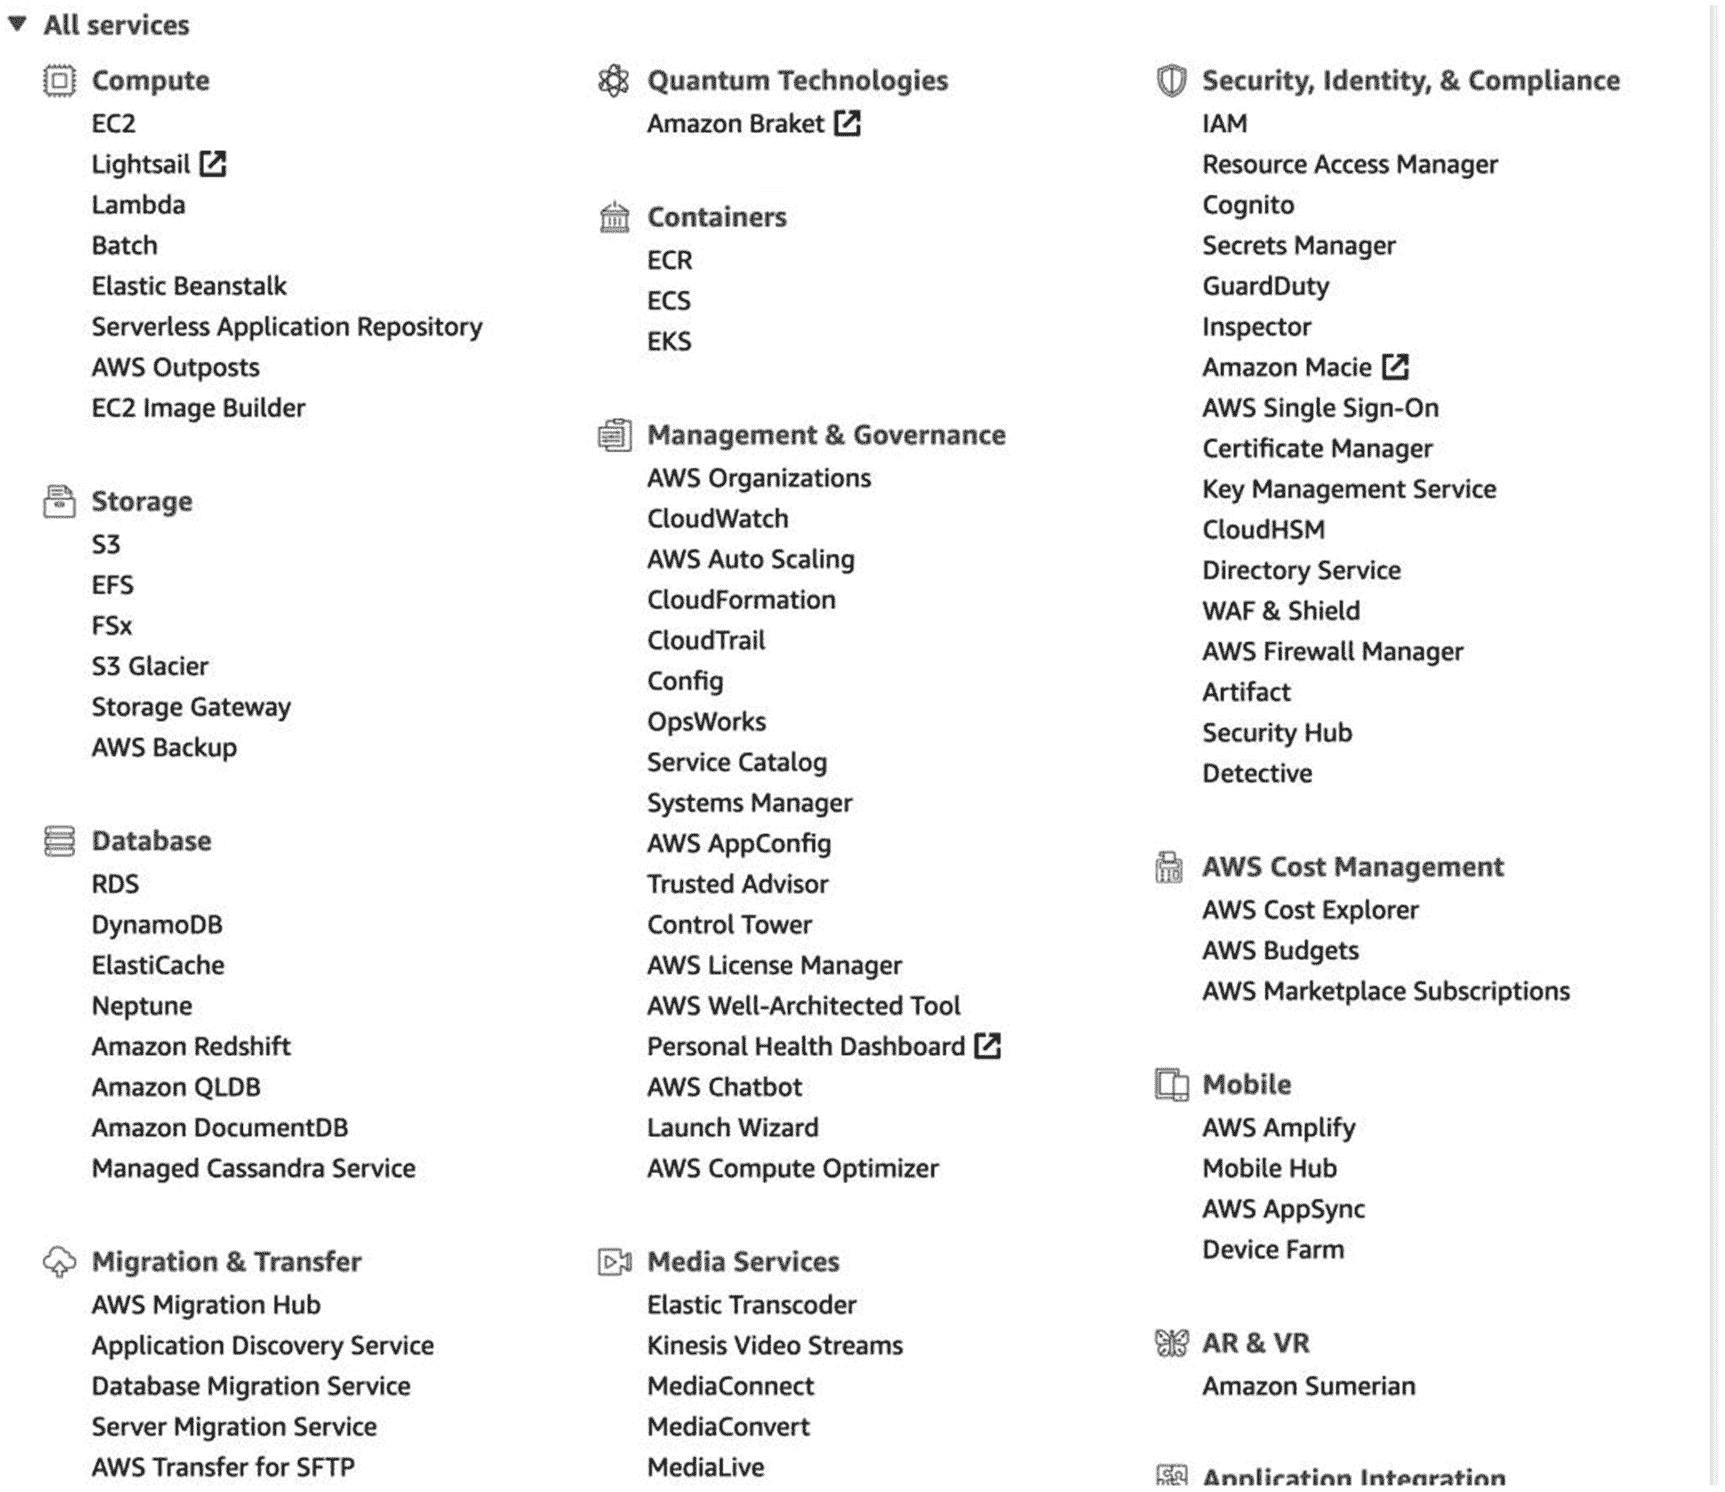 All services
Compute
EC2
Lightsail
Lambda
Batch
Elastic Beanstalk
Serverless Application Repository
AWS Outposts
EC2 Image Builder
Storage
S3
EFS
FSx
S3 Glacier
Storage Gateway
AWS Backup
Database
RDS
DynamoDB
ElastiCache
Neptune
Amazon Redshift
Amazon QLDB
Amazon DocumentDB
Managed Cassandra Service
Migration & Transfer
AWS Migration Hub
Application Discovery Service
Database Migration Service
Server Migration Service
AWS Transfer for SFTP
Quantum Technologies
Amazon Braket
Containers
ECR
ECS
EKS
Management & Governance
AWS Organizations
CloudWatch
AWS Auto Scaling
CloudFormation
CloudTrail
Config
OpsWorks
Service Catalog
Systems Manager
AWS AppConfig
Trusted Advisor
Control Tower
AWS License Manager
AWS Well-Architected Tool
Personal Health Dashboard
AWS Chatbot
Launch Wizard
AWS Compute Optimizer
Media Services
Elastic Transcoder
Kinesis Video Streams
MediaConnect
MediaConvert
MediaLive
Security, Identity, & Compliance
IAM
Resource Access Manager
Cognito
Secrets Manager
GuardDuty
Inspector
Amazon Macie
AWS Single Sign-On
Certificate Manager
Key Management Service
CloudHSM
Directory Service
WAF & Shield
AWS Firewall Manager
Artifact
Security Hub
Detective
AWS Cost Management
AWS Cost Explorer
AWS Budgets
AWS Marketplace Subscriptions
Mobile
AWS Amplify
Mobile Hub
AWS AppSync
Device Farm
AR & VR
Amazon Sumerian
Application Integration